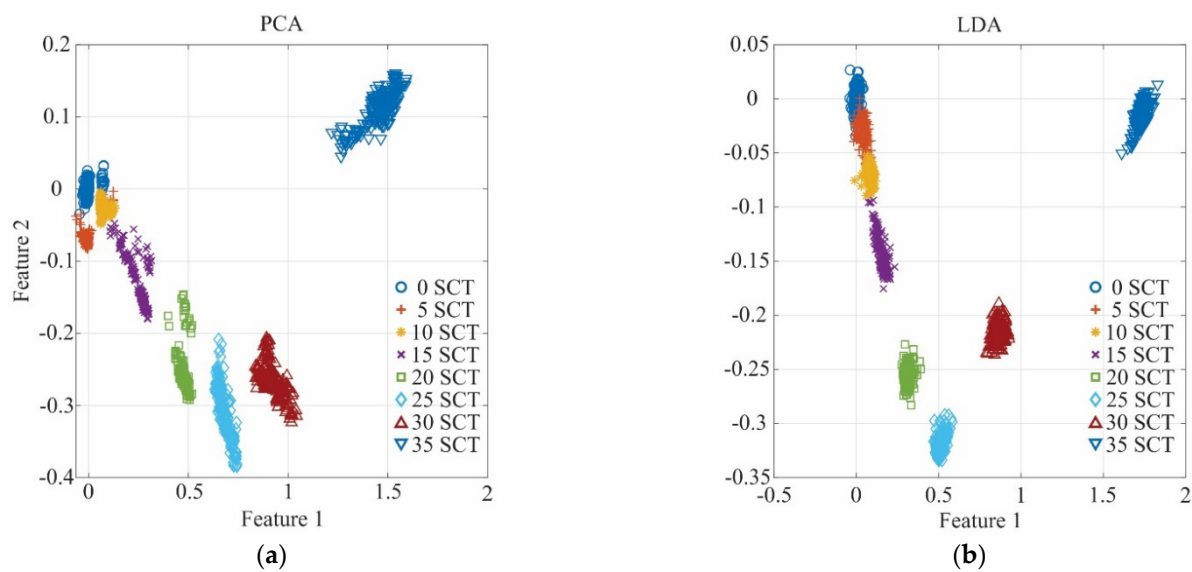 PCA
0.2
0.1
0
-0.1
-0.2
-0.3
-0.4
Feature 2
0 SCT
5 SCT
10 SCT
15 SCT
20 SCT
25 SCT
30 SCT
35 SCT
0
0.5
1
1.5
2
Feature 1
(a)
LDA
0.05
0
-0.05
-0.1
-0.15
-0.2
-0.25
-0.3
-0.35
0 SCT
5 SCT
10 SCT
15 SCT
20 SCT
25 SCT
30 SCT
35 SCT
-0.5
0
0.5
1
1.5
2
Feature 1
(b)